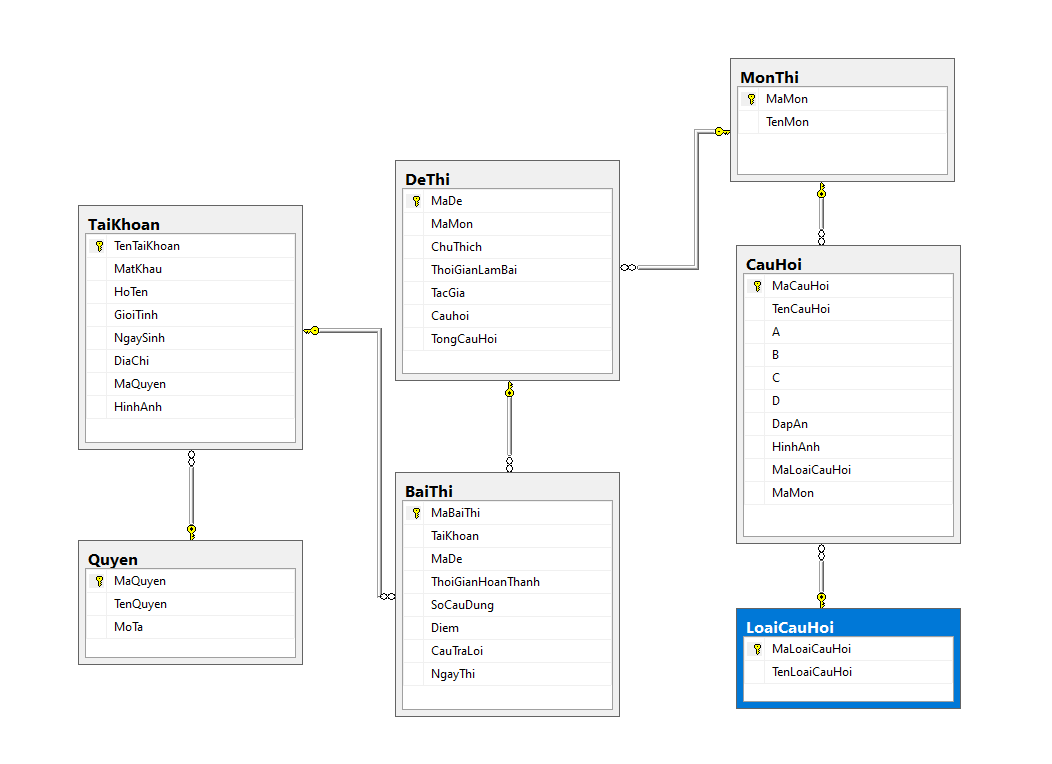 MonThi
MaMon
TenMon
DeThi
MaDe
MaMon
ChuThich
ThoiGianLamBai
TacGia
Cauhoi
TongCauHoi
TaiKhoan
TenTaiKhoan
MatKhau
HoTen
GioiTinh
NgaySinh
DiaChi
MaQuyen
HinhAnh
CauHoi
MaCauHoi
TenCauHoi
A
B
C
D
DapAn
HinhAnh
MaLoaiCauHoi
MaMon
BaiThi
MaBaiThi
TaiKhoan
MaDe
ThoiGianHoanThanh
SoCauDung
Diem
CauTraLoi
NgayThi
Quyen
MaQuyen
TenQuyen
MoTa
LoaiCauHoi
MaLoaiCauHoi
TenLoaiCauHoi